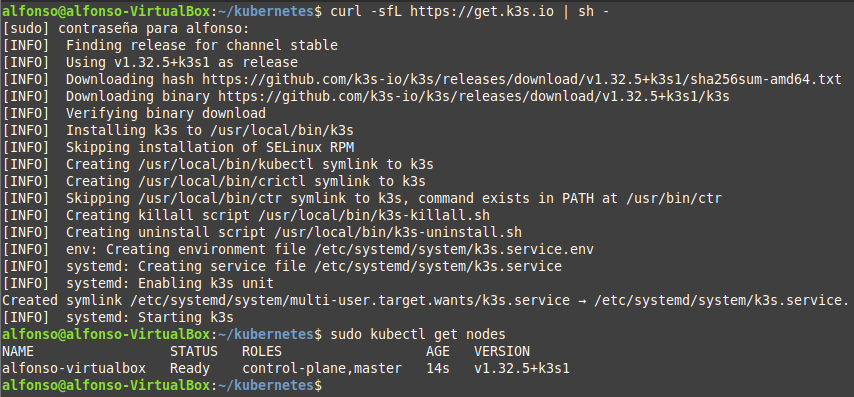 alfonso@alfonso-VirtualBox:~/kubernetes$ curl -sfL https://get.k3s.io | sh -
[sudo] contraseña para alfonso:
[INFO]  Finding release for channel stable
[INFO]  Using v1.32.5+k3s1 as release
[INFO]  Downloading hash https://github.com/k3s-io/k3s/releases/download/v1.32.5+k3s1/sha256sum-amd64.txt
[INFO]  Downloading binary https://github.com/k3s-io/k3s/releases/download/v1.32.5+k3s1/k3s
[INFO]  Verifying binary download
[INFO]  Installing k3s to /usr/local/bin/k3s
[INFO]  Skipping installation of SELinux RPM
[INFO]  Creating /usr/local/bin/kubectl symlink to k3s
[INFO]  Creating /usr/local/bin/crictl symlink to k3s
[INFO]  Skipping /usr/local/bin/ctr symlink to k3s, command exists in PATH at /usr/bin/ctr
[INFO]  Creating killall script /usr/local/bin/k3s-killall.sh
[INFO]  Creating uninstall script /usr/local/bin/k3s-uninstall.sh
[INFO]  env: Creating environment file /etc/systemd/system/k3s.service.env
[INFO]  systemd: Creating service file /etc/systemd/system/k3s.service
[INFO]  systemd: Enabling k3s unit
Created symlink /etc/systemd/system/multi-user.target.wants/k3s.service → /etc/systemd/system/k3s.service.
[INFO]  systemd: Starting k3s
alfonso@alfonso-VirtualBox:~/kubernetes$ sudo kubectl get nodes
NAME                 STATUS   ROLES                  AGE   VERSION
alfonso-virtualbox   Ready    control-plane,master   14s   v1.32.5+k3s1
alfonso@alfonso-VirtualBox:~/kubernetes$